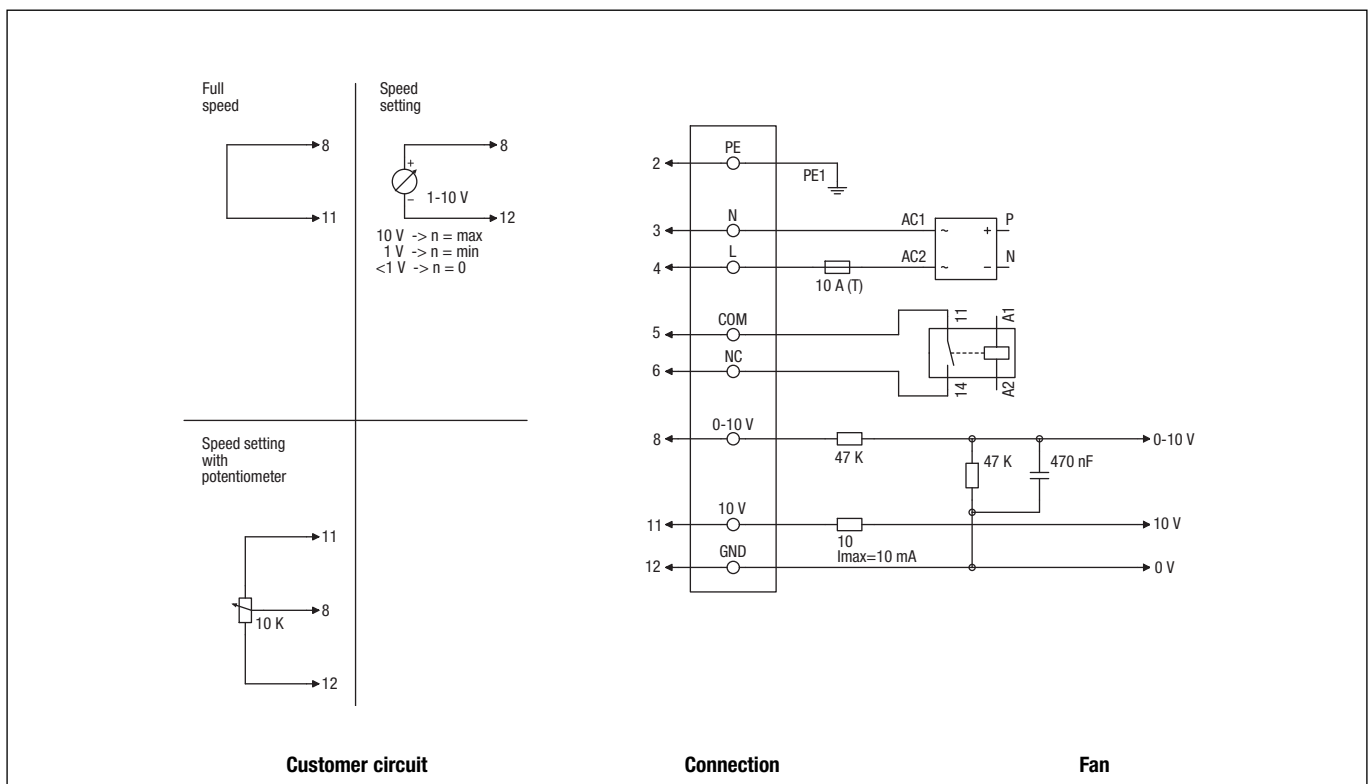 Full
speed
8
11
Speed
setting
8
+
1-10 V
–
12
10 V -> n = max
1 V -> n = min
<1 V -> n = 0
Speed setting
with
potentiometer
11
8
10 K
12
2
PE
PE1
3
N
AC1
~
+
P
4
L
10 A (T)
AC2
~
–
N
5
COM
11
A1
6
NC
14
A2
8
0-10 V
47 K
47 K
470 nF
0-10 V
11
10 V
10
Imax=10 mA
10 V
12
GND
0 V
Customer circuit
Connection
Fan